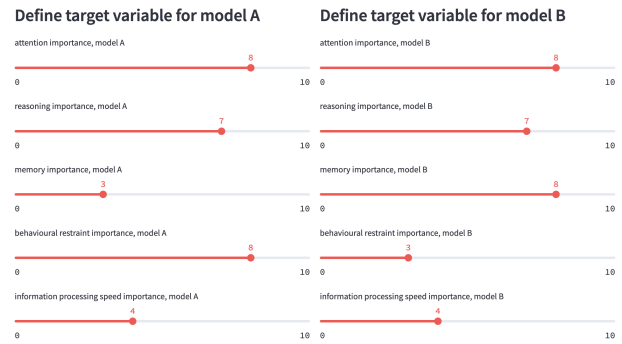 Define target variable for model A
attention importance, model A
8
0 10
reasoning importance, model A
7
0 10
memory importance, model A
3
0 10
behavioural restraint importance, model A
8
0 10
information processing speed importance, model A
4
0 10
Define target variable for model B
attention importance, model B
8
0 10
reasoning importance, model B
7
0 10
memory importance, model B
8
0 10
behavioural restraint importance, model B
3
0 10
information processing speed importance, model B
4
0 10